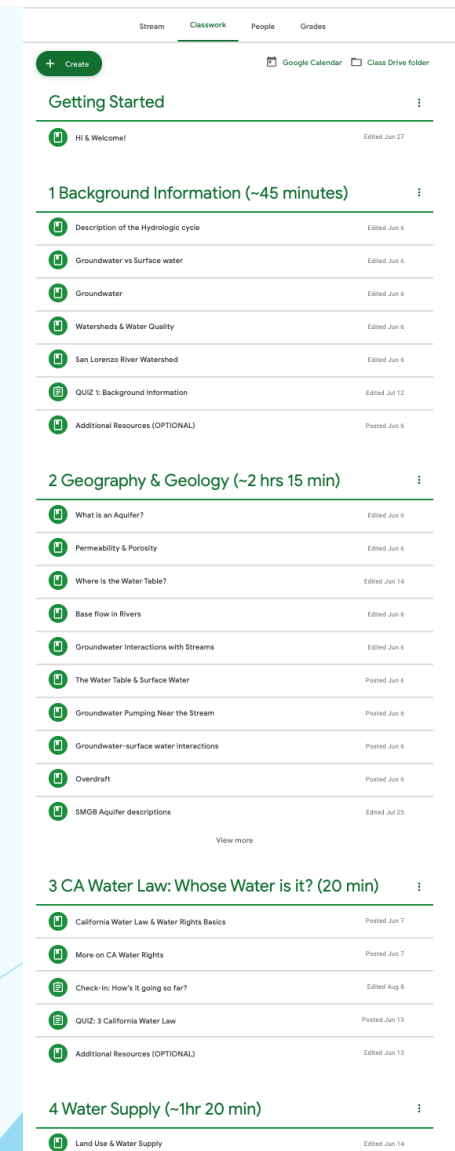 Stream Classwork People Grades
Create Google Calendar Class Drive folder
Getting Started
Hi & Welcome! Edited Jun 27
1 Background Information (~45 minutes)
Description of the Hydrologic cycle Edited Jun 6
Groundwater vs Surface water Edited Jun 6
Groundwater Edited Jun 6
Watersheds & Water Quality Edited Jun 6
San Lorenzo River Watershed Edited Jun 6
QUIZ 1: Background Information Edited Jul 12
Additional Resources (OPTIONAL) Posted Jun 6
2 Geography & Geology (~2 hrs 15 min)
What is an Aquifer? Edited Jun 6
Permeability & Porosity Edited Jun 6
Where is the Water Table? Edited Jun 14
Base flow in Rivers Edited Jun 6
Groundwater Interactions with Streams Edited Jun 6
The Water Table & Surface Water Posted Jun 6
Groundwater Pumping Near the Stream Posted Jun 6
Groundwater-surface water interactions Posted Jun 6
Overdraft Posted Jun 6
SMGB Aquifer descriptions Edited Jul 25
View more
3 CA Water Law: Whose Water is it? (20 min)
California Water Law & Water Rights Basics Posted Jun 7
More on CA Water Rights Posted Jun 7
Check-in: How's it going so far? Edited Aug 8
QUIZ: 3 California Water Law Posted Jun 13
Additional Resources (OPTIONAL) Edited Jun 13
4 Water Supply (~1hr 20 min)
Land Use & Water Supply Edited Jun 14